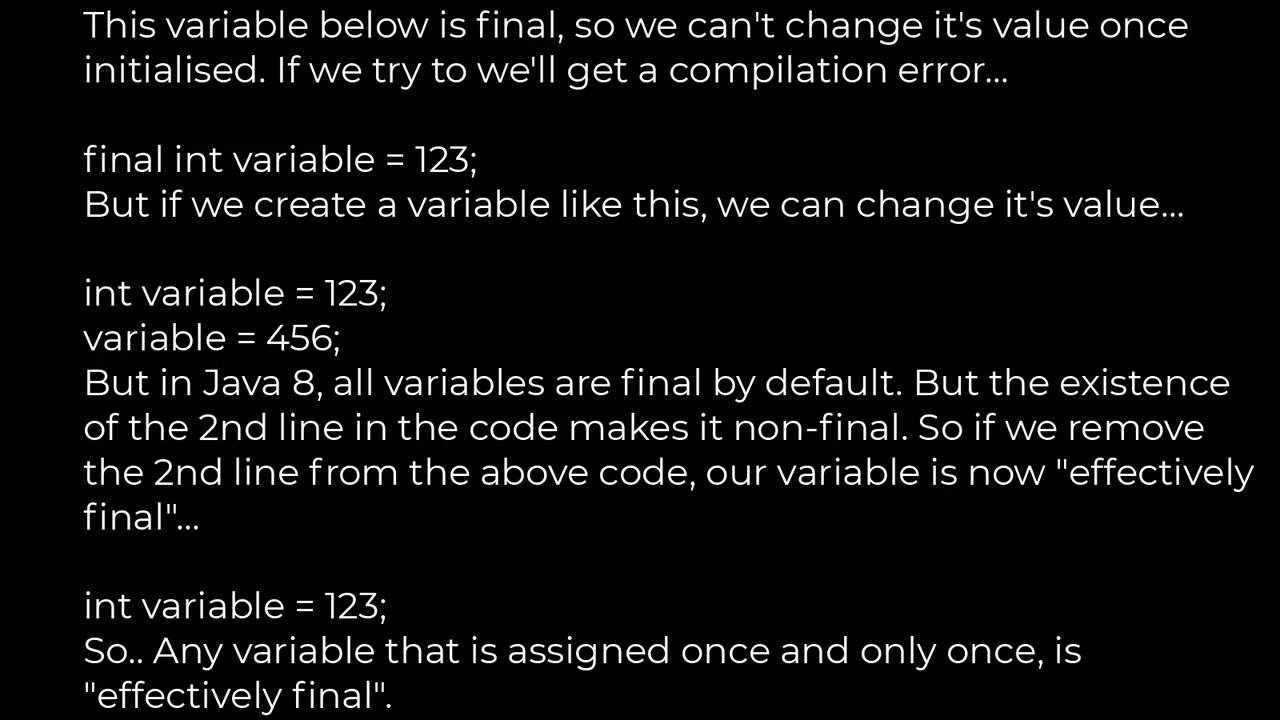 This variable below is final, so we can't change it's value once
initialised. If we try to we'll get a compilation error...
final int variable = 123;
But if we create a variable like this, we can change it's value...
int variable = 123;
variable = 456;
But in Java 8, all variables are final by default. But the existence
of the 2nd line in the code makes it non-final. So if we remove
the 2nd line from the above code, our variable is now "effectively
final"...
int variable = 123;
So.. Any variable that is assigned once and only once, is
"effectively final".